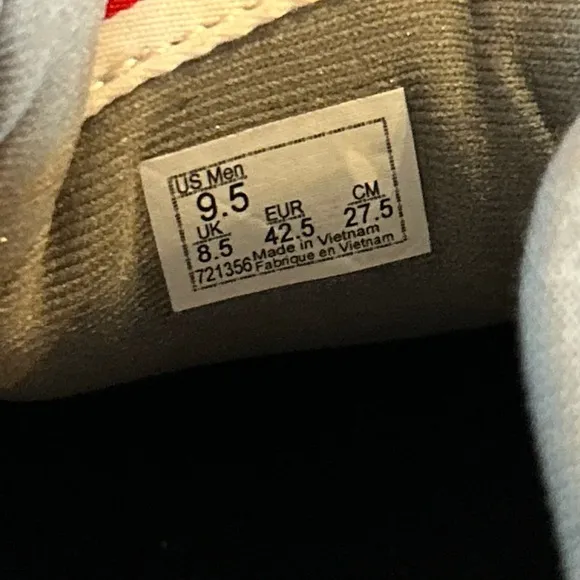 US Men
9.5
UK EUR CM
8.5 42.5 27.5
Made in Vietnam
721356 Fabrique en Vietnam